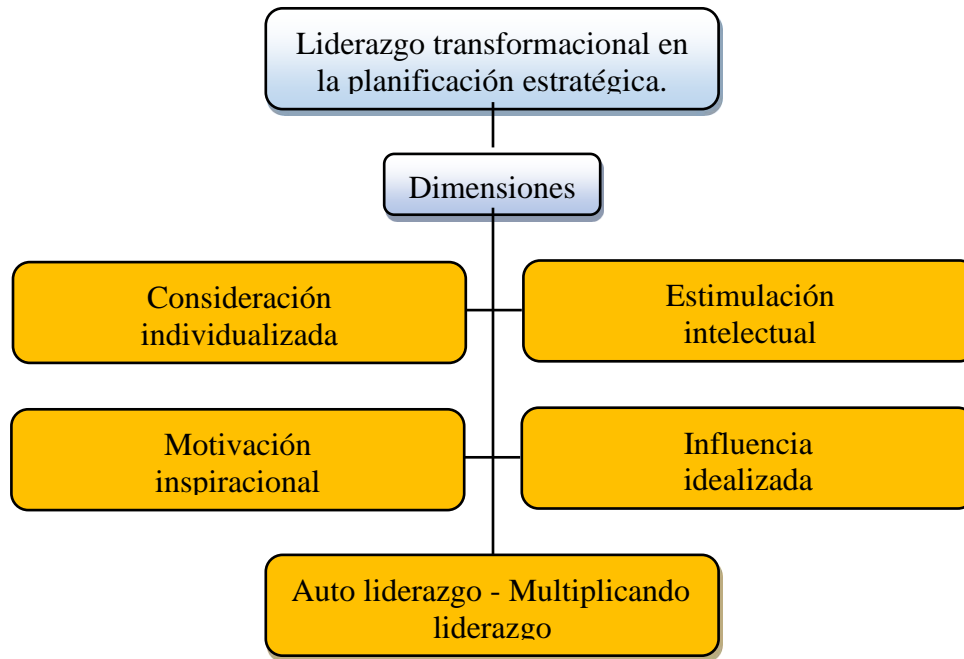 Liderazgo transformacional en
la planificación estratégica.
Dimensiones
Consideración
individualizada
Estimulación
intelectual
Motivación
inspiracional
Influencia
idealizada
Auto liderazgo - Multiplicando
liderazgo